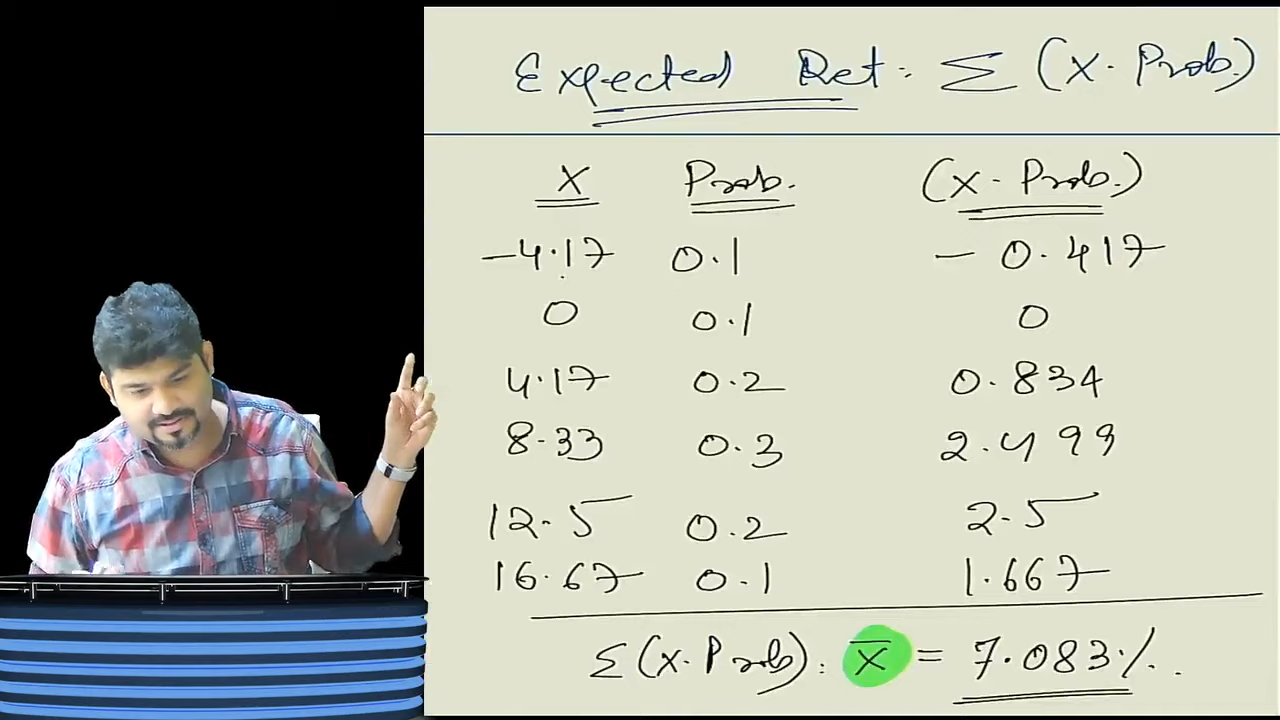 Expected Ret: Σ (X. Prob.)
X Prob. (X - Prob.)
-4.17 0.1 - 0.417
0 0.1 0
4.17 0.2 0.834
8.33 0.3 2.499
12.5 0.2 2.5
16.67 0.1 1.667
Σ(X. Prob): X̄ = 7.083%.